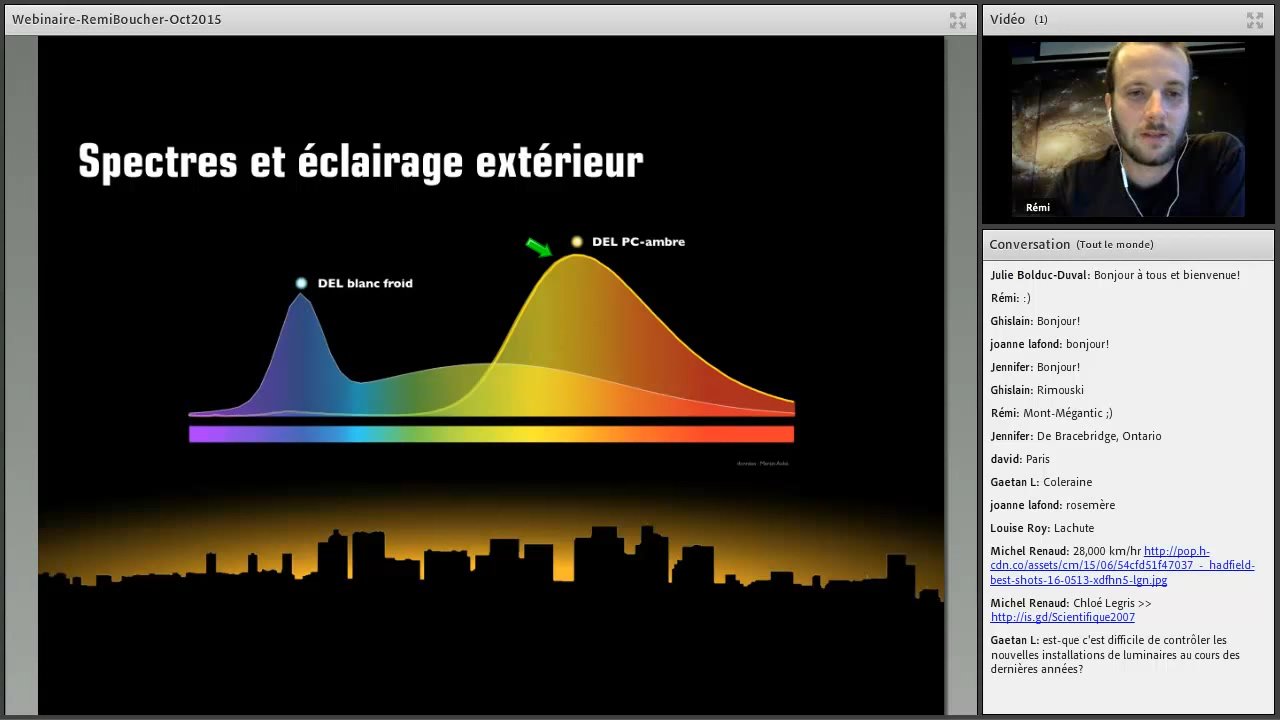 Webinaire-RemiBoucher-Oct2015
Spectres et éclairage extérieur
DEL PC-ambre
DEL blanc froid
Vidéo (1)
Rémi
Conversation (Tout le monde)
Julie Bolduc-Duval: Bonjour à tous et bienvenue!
Rémi: :)
Ghislain: Bonjour!
joanne lafond: bonjour!
Jennifer: Bonjour!
Ghislain: Rimouski
Rémi: Mont-Mégantic ;)
Jennifer: De Bracebridge, Ontario
david: Paris
Gaetan L: Coleraine
joanne lafond: rosemère
Louise Roy: Lachute
Michel Renaud: 28,000 km/hr http://pop.h-
cdn.co/assets/cm/15/06/54cfd51f47037_-_hadfield-
best-shots-16-0513-xdfhn5-lgn.jpg
Michel Renaud: Chloé Legris >>
http://is.gd/Scientifique2007
Gaetan L: est-que c'est difficile de contrôler les
nouvelles installations de luminaires au cours des
dernières années?